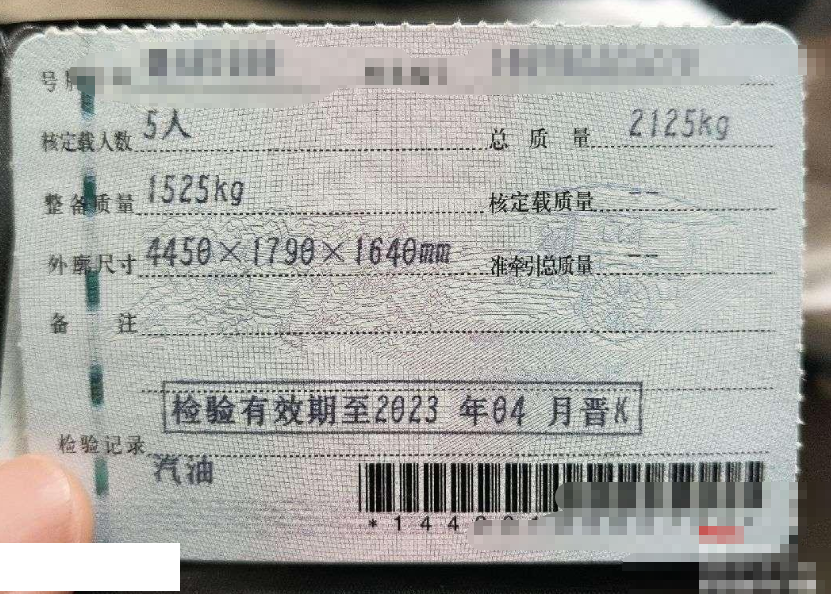 号
核定载人数 5人 总质量 2125kg
整备质量 1525kg 核定载质量 --
外廓尺寸 4450×1790×1640mm 准牵引总质量 --
备注
检验有效期至2023 年04 月晋K
检验记录
汽油
*144001